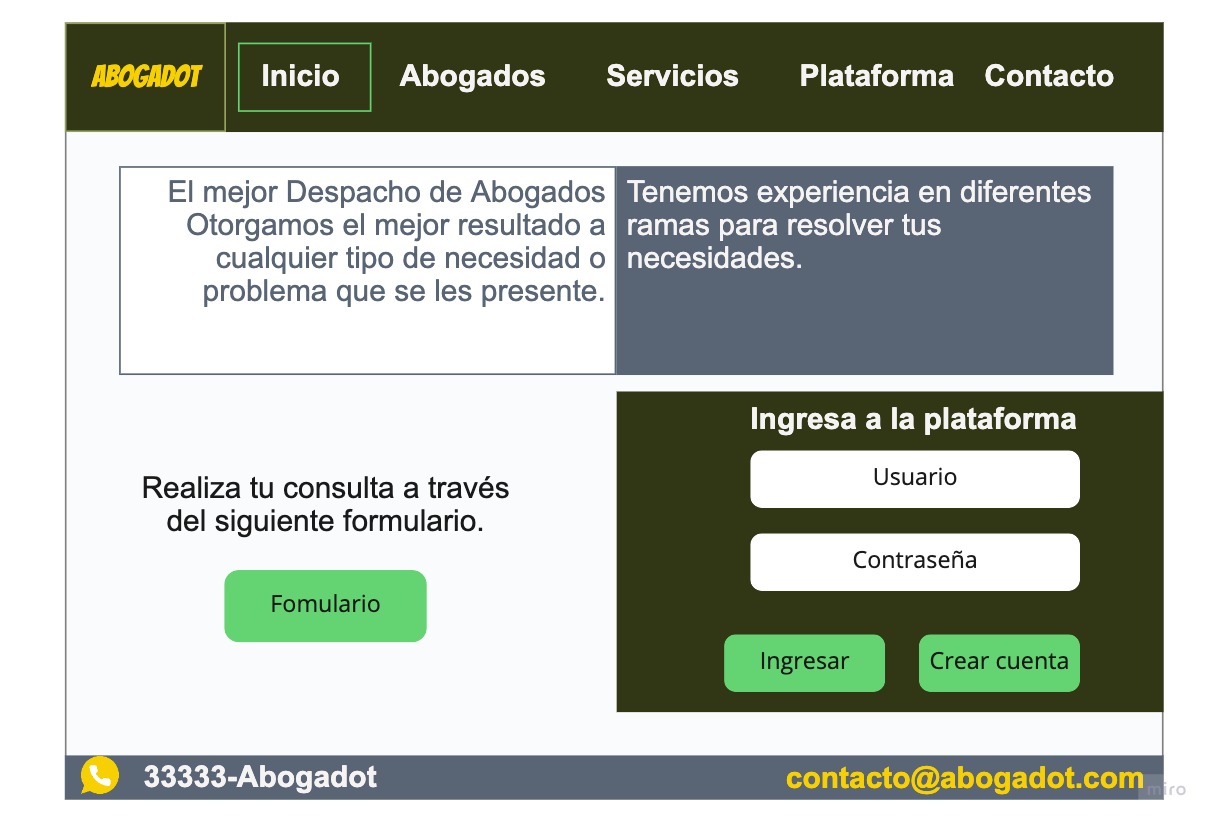 ABOGADOT
Inicio
Abogados
Servicios
Plataforma
Contacto
El mejor Despacho de Abogados
Otorgamos el mejor resultado a
cualquier tipo de necesidad o
problema que se les presente.
Tenemos experiencia en diferentes
ramas para resolver tus
necesidades.
Realiza tu consulta a través
del siguiente formulario.
Fomulario
Ingresa a la plataforma
Usuario
Contraseña
Ingresar
Crear cuenta
33333-Abogadot
contacto@abogadot.com
miro